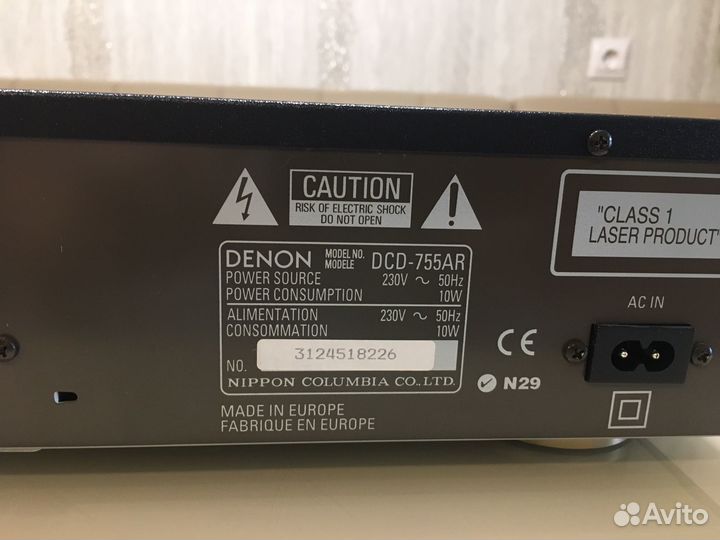 CAUTION
RISK OF ELECTRIC SHOCK
DO NOT OPEN
"CLASS 1
LASER PRODUCT"
DENON MODEL NO. MODELE DCD-755AR
POWER SOURCE 230V ~ 50Hz
POWER CONSUMPTION 10W
ALIMENTATION 230V ~ 50Hz
CONSOMMATION 10W
NO. 3124518226
NIPPON COLUMBIA CO., LTD.
MADE IN EUROPE
FABRIQUE EN EUROPE
CE
N29
AC IN
Avito